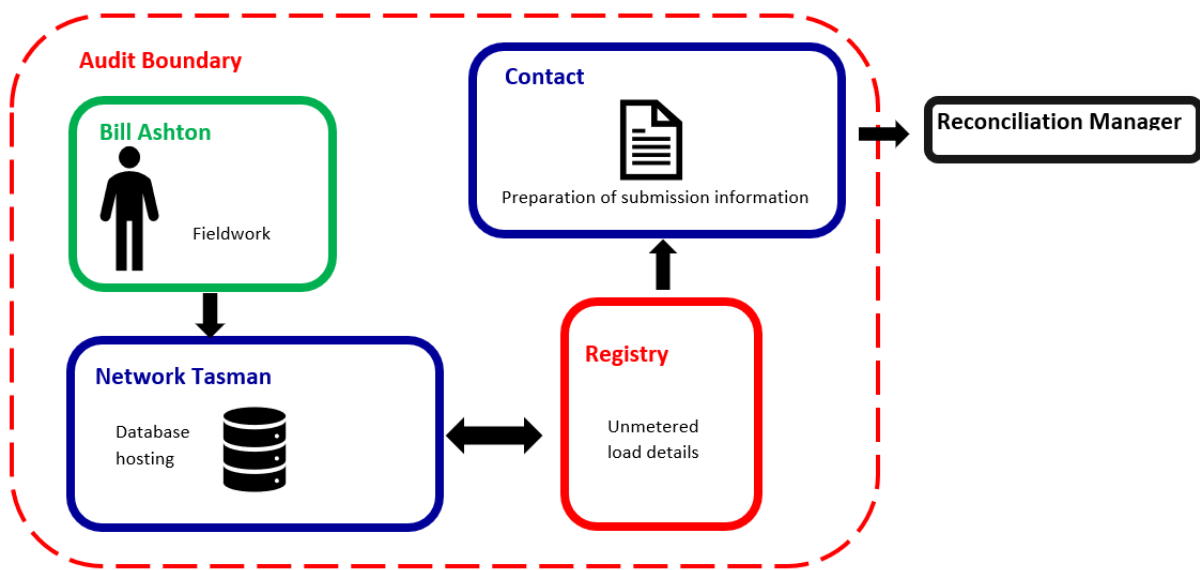 Audit Boundary
Bill Ashton
Fieldwork
Contact
Preparation of submission information
Reconciliation Manager
Network Tasman
Database
hosting
Registry
Unmetered
load details